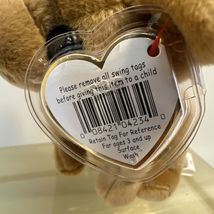 Please remove all swing tags
before giving this item to a child
0 08421 04234 0
Retain Tag For Reference
For ages 3 and up
Surface
Wash